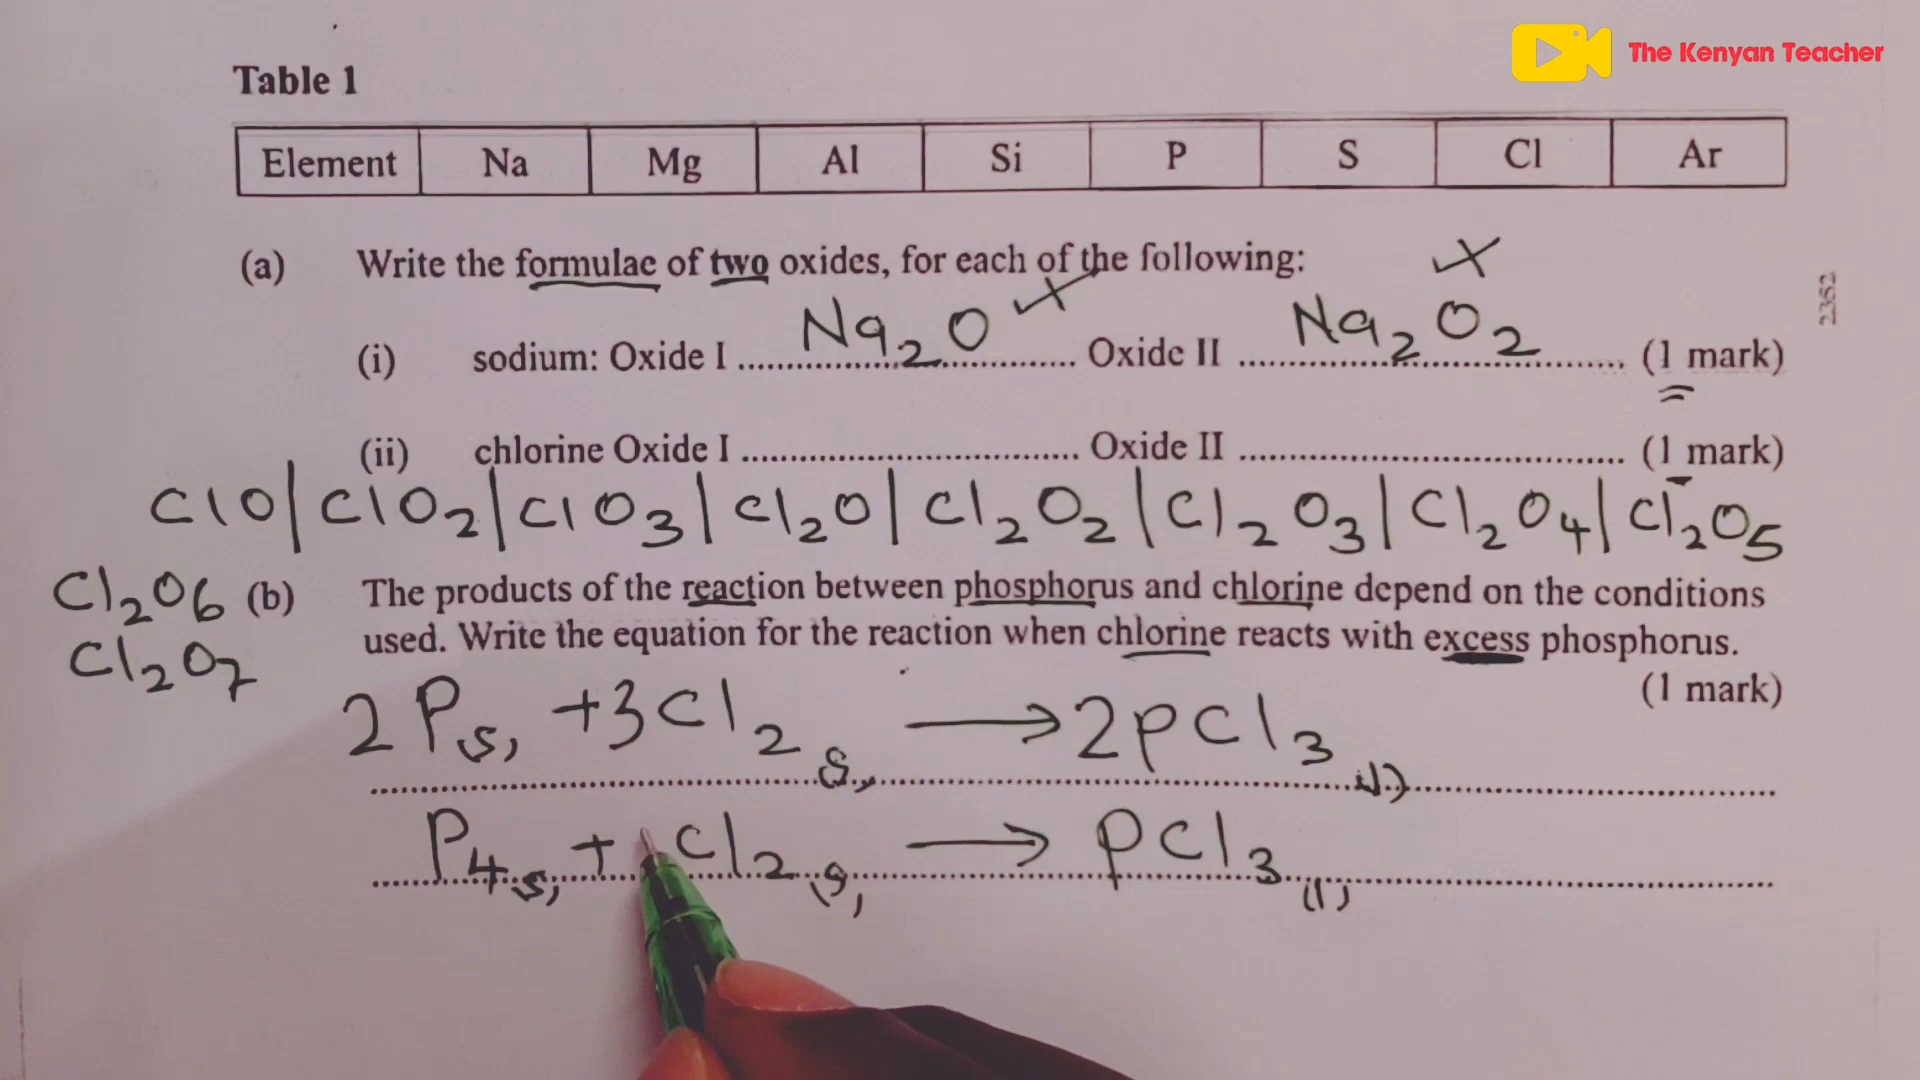 The Kenyan Teacher
Table 1
Element Na Mg Al Si P S Cl Ar
(a) Write the formulae of two oxides, for each of the following:
(i) sodium: Oxide I Na2O Oxide II Na2O2 (1 mark)
2352
(ii) chlorine Oxide I .................................. Oxide II ....................................... (1 mark)
ClO|ClO2|ClO3|Cl2O|Cl2O2|Cl2O3|Cl2O4|Cl2O5
Cl2O6
Cl2O7
(b) The products of the reaction between phosphorus and chlorine depend on the conditions
used. Write the equation for the reaction when chlorine reacts with excess phosphorus.
(1 mark)
2Ps, +3Cl2 g, → 2PCl3 (l)
P4 s, + Cl2 (g, → PCl3 (l)